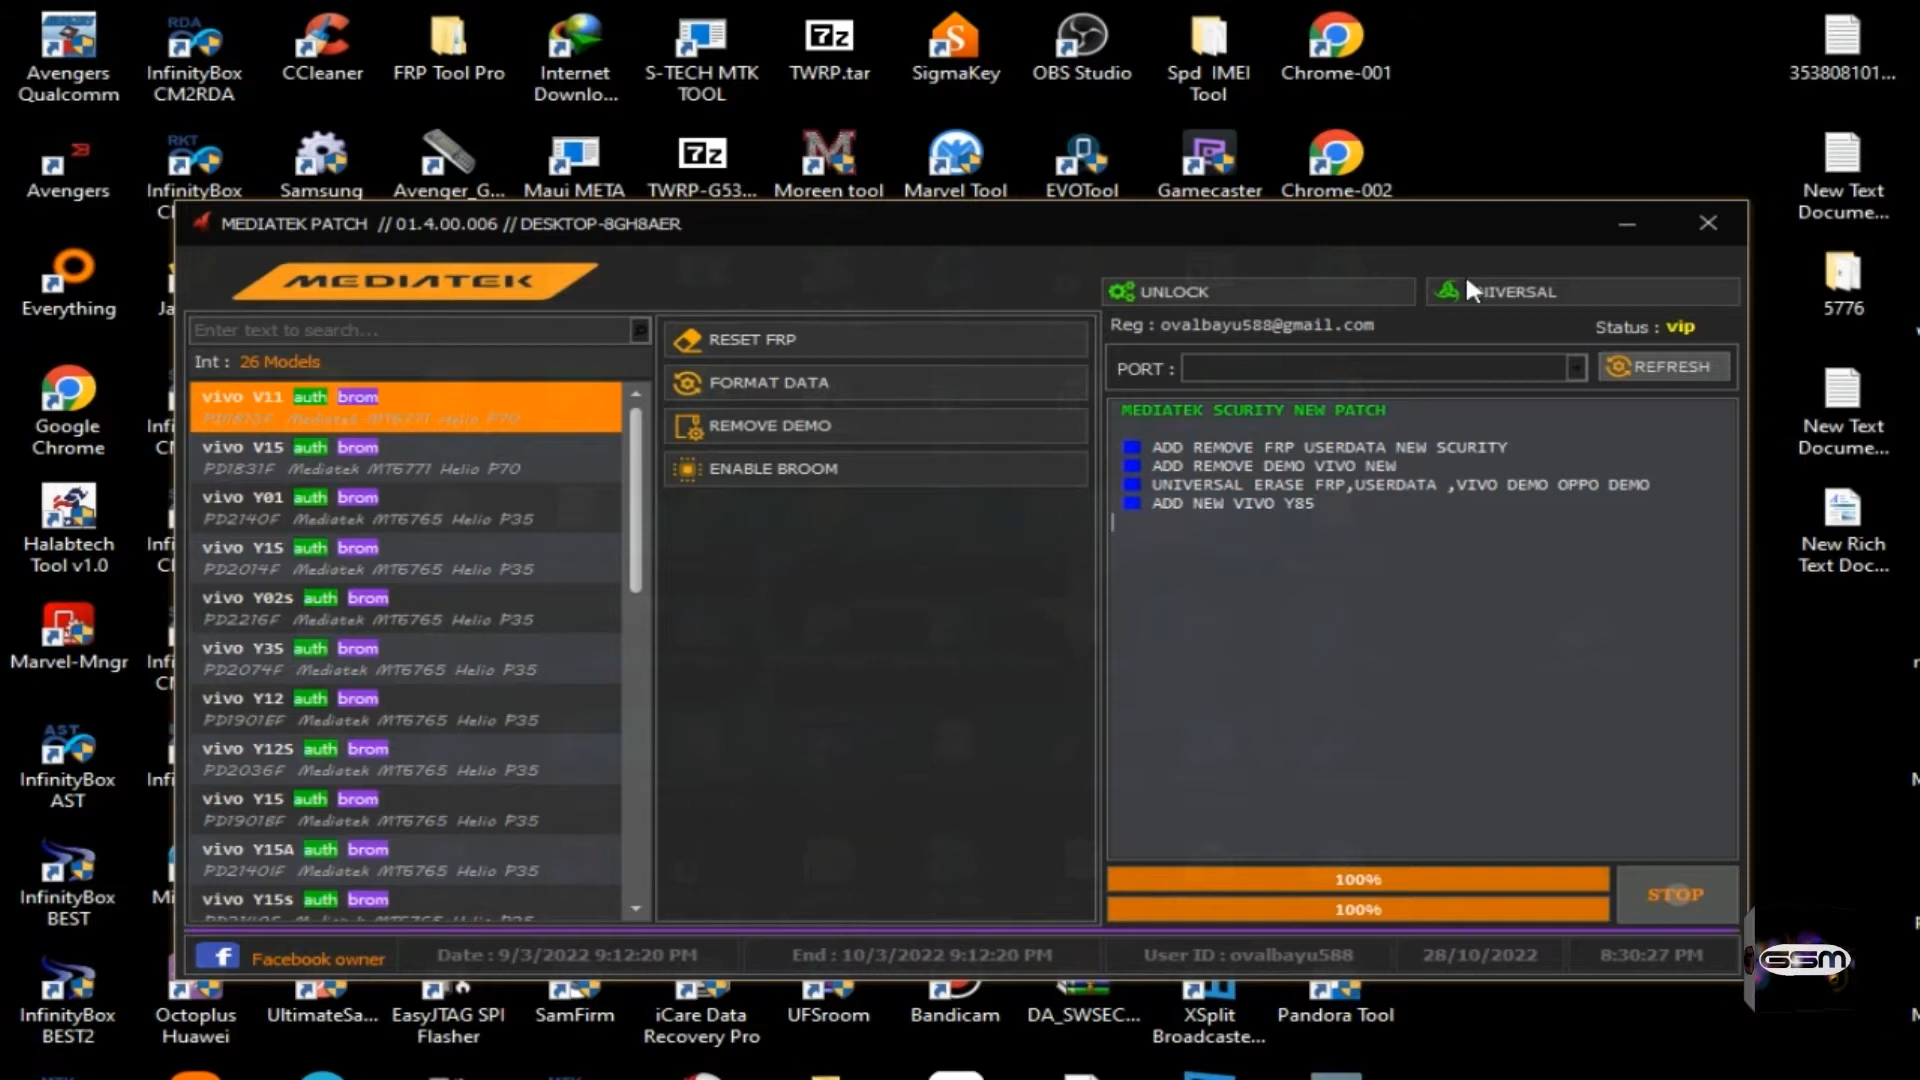 Avengers Qualcomm
InfinityBox CM2RDA
CCleaner
FRP Tool Pro
Internet Downlo...
S-TECH MTK TOOL
TWRP.tar
SigmaKey
OBS Studio
Spd IMEI Tool
Chrome-001
353808101...
Avengers
InfinityBox
Samsung
Avenger_G...
Maui META
TWRP-G53...
Moreen tool
Marvel Tool
EVOTool
Gamecaster
Chrome-002
New Text Docume...
MEDIATEK PATCH // 01.4.00.006 // DESKTOP-8GH8AER
MEDIATEK
UNLOCK
Reg : ovalbayu588@gmail.com
Status : vip
PORT :
REFRESH
Enter text to search...
Int : 26 Models
vivo V11 auth brom
vivo V15 auth brom
PD1831F Mediatek MT6771 Helio P70
vivo Y01 auth brom
PD2140F Mediatek MT6765 Helio P35
vivo Y1S auth brom
PD2014F Mediatek MT6765 Helio P35
vivo Y02s auth brom
PD2216F Mediatek MT6765 Helio P35
vivo Y3S auth brom
PD2074F Mediatek MT6765 Helio P35
vivo Y12 auth brom
PD1901EF Mediatek MT6765 Helio P35
vivo Y12S auth brom
PD2036F Mediatek MT6765 Helio P35
vivo Y15 auth brom
PD1901BF Mediatek MT6765 Helio P35
vivo Y15A auth brom
PD2140IF Mediatek MT6765 Helio P35
vivo Y15s auth brom
RESET FRP
FORMAT DATA
REMOVE DEMO
ENABLE BROOM
MEDIATEK SCURITY NEW PATCH
ADD REMOVE FRP USERDATA NEW SCURITY
ADD REMOVE DEMO VIVO NEW
UNIVERSAL ERASE FRP,USERDATA ,VIVO DEMO OPPO DEMO
ADD NEW VIVO Y85
100%
100%
STOP
Facebook owner
Date : 9/3/2022 9:12:20 PM
End : 10/3/2022 9:12:20 PM
User ID : ovalbayu588
28/10/2022
8:30:27 PM
GSM
Everything
Google Chrome
Halabtech Tool v1.0
Marvel-Mngr
InfinityBox AST
InfinityBox BEST
InfinityBox BEST2
5776
New Text Docume...
New Rich Text Doc...
Octoplus Huawei
UltimateSa...
EasyJTAG SPI Flasher
SamFirm
iCare Data Recovery Pro
UFSroom
Bandicam
DA_SWSEC...
XSplit Broadcaste...
Pandora Tool